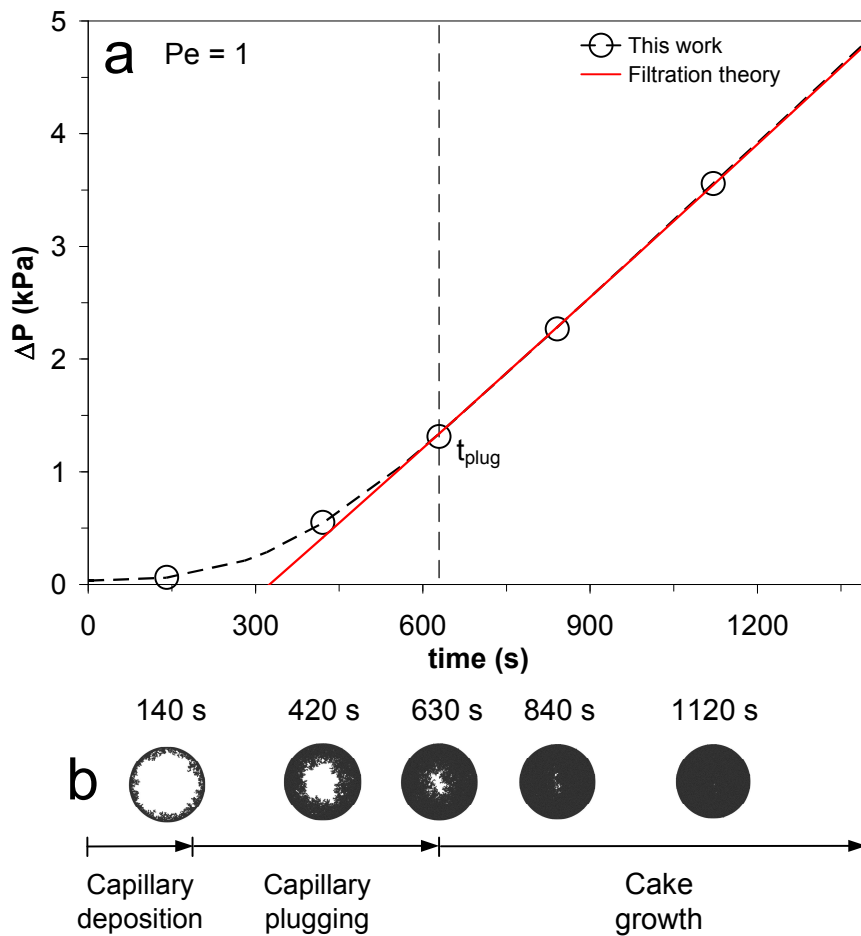 a Pe = 1
This work
Filtration theory
5
4
3
2
1
0
ΔP (kPa)
t_plug
0 300 600 900 1200
time (s)
140 s 420 s 630 s 840 s 1120 s
b
Capillary deposition
Capillary plugging
Cake growth